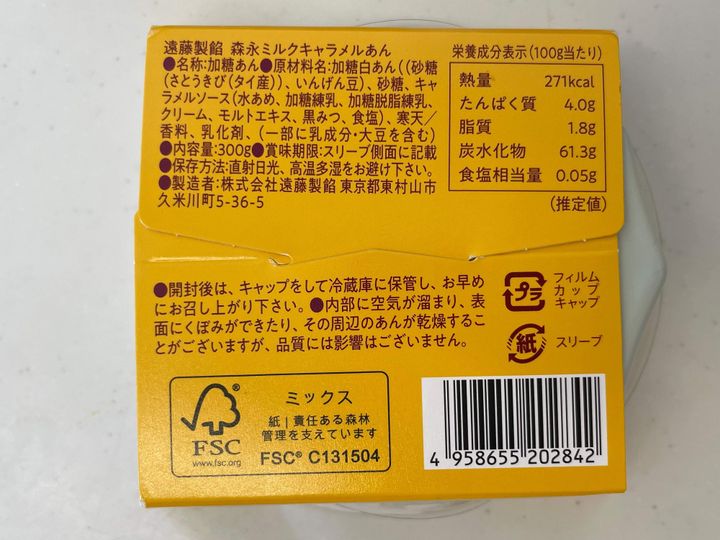 遠藤製餡 森永ミルクキャラメルあん
●名称:加糖あん●原材料名:加糖白あん((砂糖
(さとうきび(タイ産))、いんげん豆)、砂糖、キャ
ラメルソース(水あめ、加糖練乳、加糖脱脂練乳、
クリーム、モルトエキス、黒みつ、食塩)、寒天/
香料、乳化剤、(一部に乳成分・大豆を含む)
●内容量:300g●賞味期限:スリーブ側面に記載
●保存方法:直射日光、高温多湿をお避け下さい。
●製造者:株式会社遠藤製餡 東京都東村山市
久米川町5-36-5
栄養成分表示(100g当たり)
熱量 271kcal
たんぱく質 4.0g
脂質 1.8g
炭水化物 61.3g
食塩相当量 0.05g
(推定値)
●開封後は、キャップをして冷蔵庫に保管し、お早め
にお召し上がり下さい。●内部に空気が溜まり、表
面にくぼみができたり、その周辺のあんが乾燥するこ
とがございますが、品質には影響はございません。
プラ
フィルム
カップ
キャップ
紙
スリーブ
FSC
www.fsc.org
ミックス
紙|責任ある森林
管理を支えています
FSC® C131504
4 958655 202842